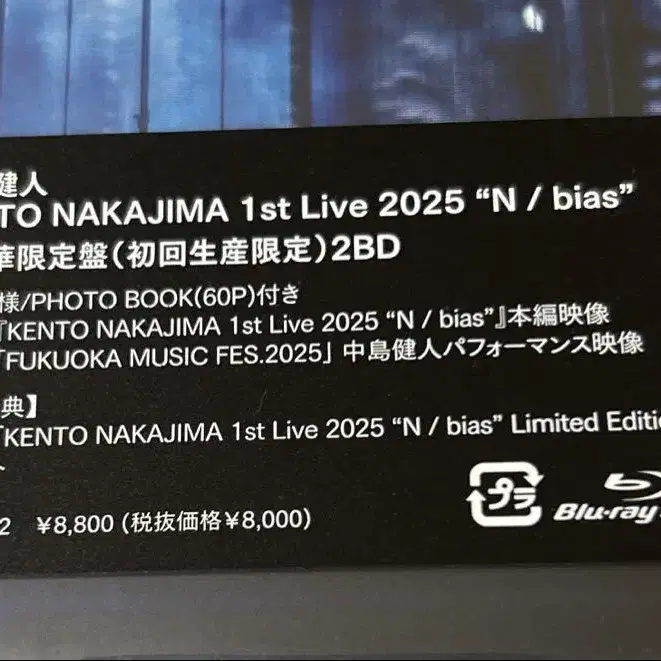 健人
TO NAKAJIMA 1st Live 2025 “N / bias”
華限定盤(初回生産限定)2BD
様/PHOTO BOOK(60P)付き
『KENTO NAKAJIMA 1st Live 2025 “N / bias”』本編映像
「FUKUOKA MUSIC FES.2025」 中島健人パフォーマンス映像
典】
「KENTO NAKAJIMA 1st Live 2025 “N / bias” Limited Editi
2 ¥8,800 (税抜価格¥8,000)
プラ
Blu-ray